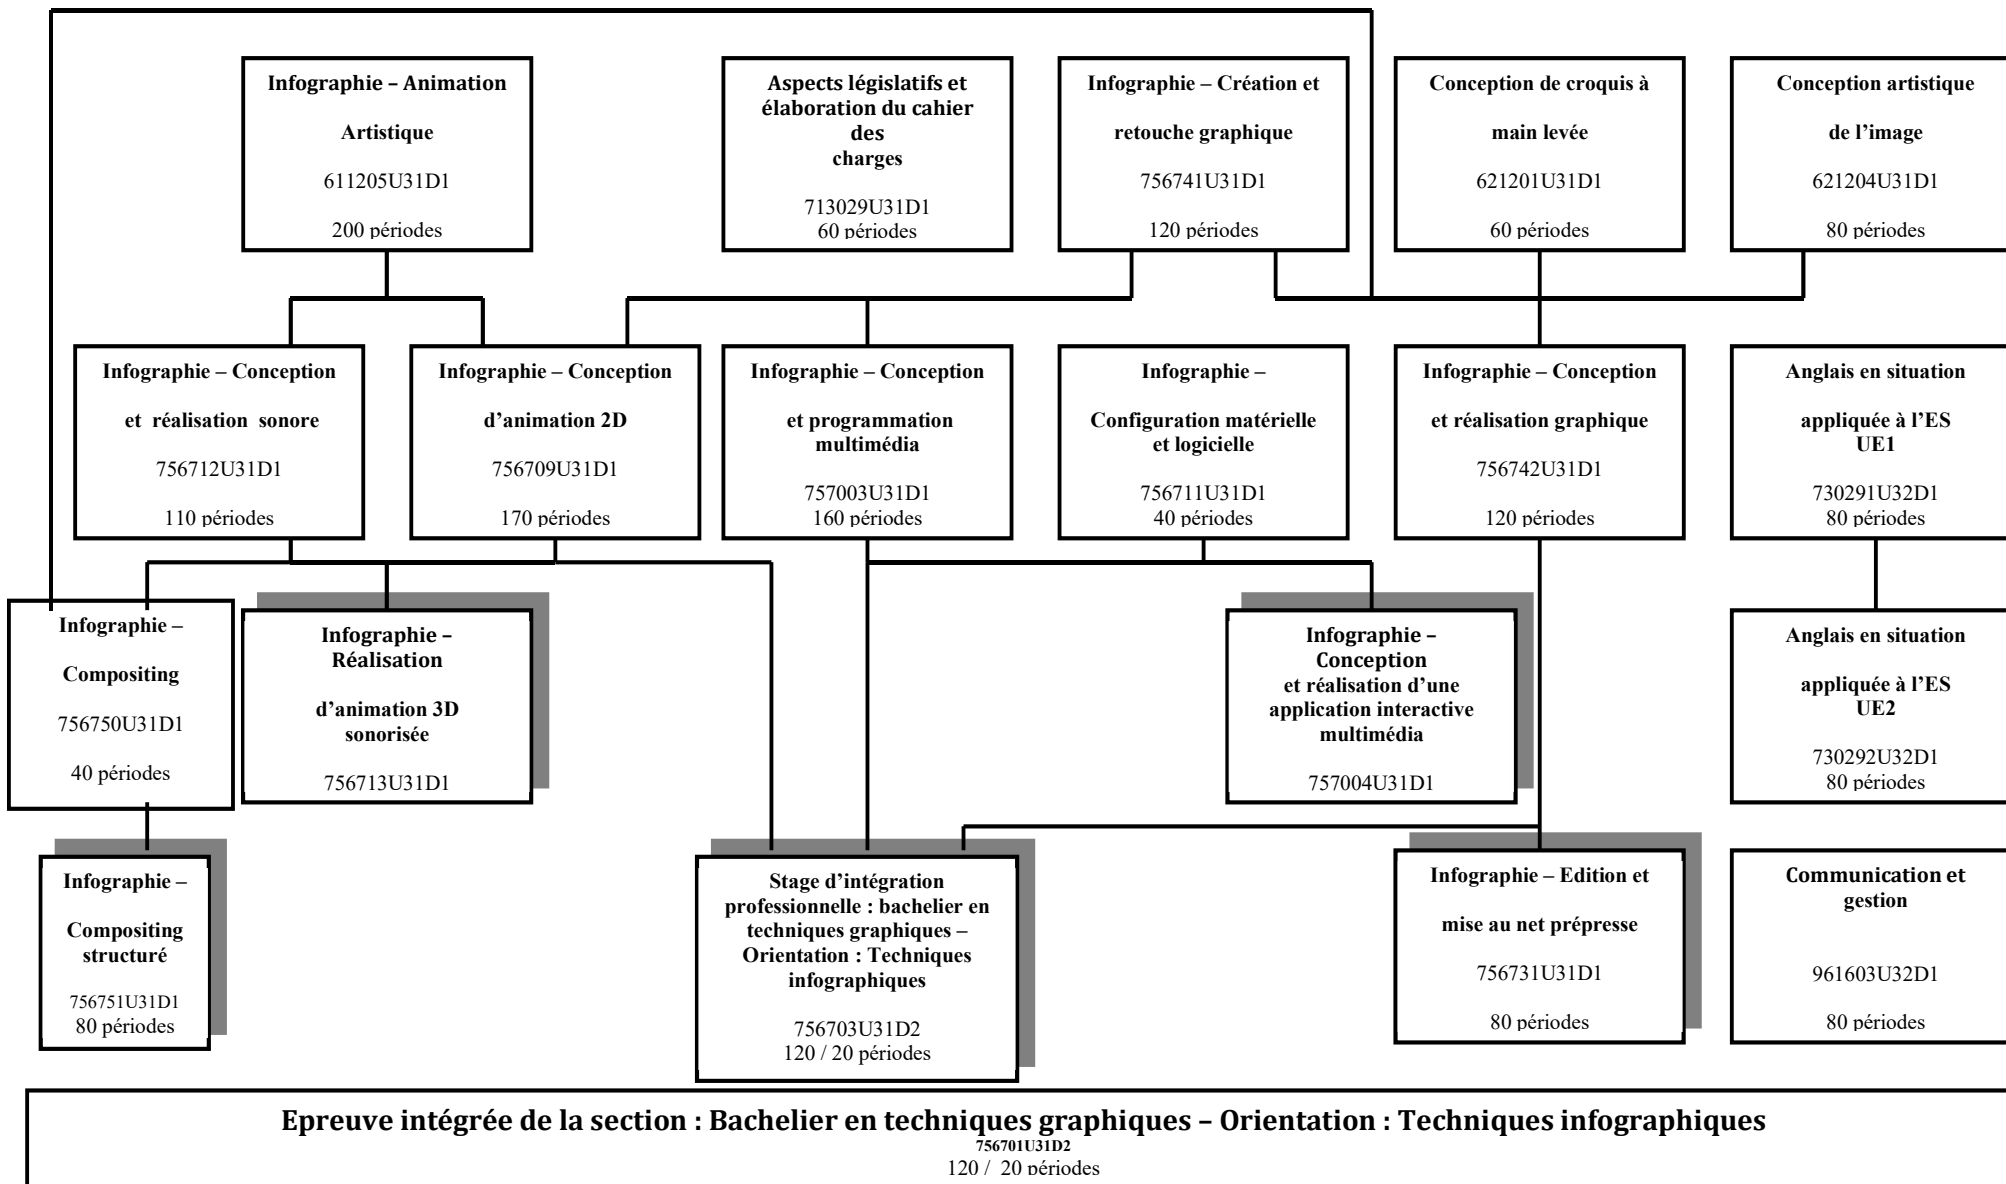 Infographie – Animation
Artistique
611205U31D1
200 périodes
Aspects législatifs et
élaboration du cahier
des
charges
713029U31D1
60 périodes
Infographie – Création et
retouche graphique
756741U31D1
120 périodes
Conception de croquis à
main levée
621201U31D1
60 périodes
Conception artistique
de l’image
621204U31D1
80 périodes
Infographie – Conception
et réalisation sonore
756712U31D1
110 périodes
Infographie – Conception
d’animation 2D
756709U31D1
170 périodes
Infographie – Conception
et programmation
multimédia
757003U31D1
160 périodes
Infographie –
Configuration matérielle
et logicielle
756711U31D1
40 périodes
Infographie – Conception
et réalisation graphique
756742U31D1
120 périodes
Anglais en situation
appliquée à l’ES
UE1
730291U32D1
80 périodes
Infographie –
Compositing
756750U31D1
40 périodes
Infographie –
Réalisation
d’animation 3D
sonorisée
756713U31D1
Infographie –
Conception
et réalisation d’une
application interactive
multimédia
757004U31D1
Anglais en situation
appliquée à l’ES
UE2
730292U32D1
80 périodes
Infographie –
Compositing
structuré
756751U31D1
80 périodes
Stage d’intégration
professionnelle : bachelier en
techniques graphiques –
Orientation : Techniques
infographiques
756703U31D2
120 / 20 périodes
Infographie – Edition et
mise au net prépresse
756731U31D1
80 périodes
Communication et
gestion
961603U32D1
80 périodes
Epreuve intégrée de la section : Bachelier en techniques graphiques – Orientation : Techniques infographiques
756701U31D2
120 / 20 périodes